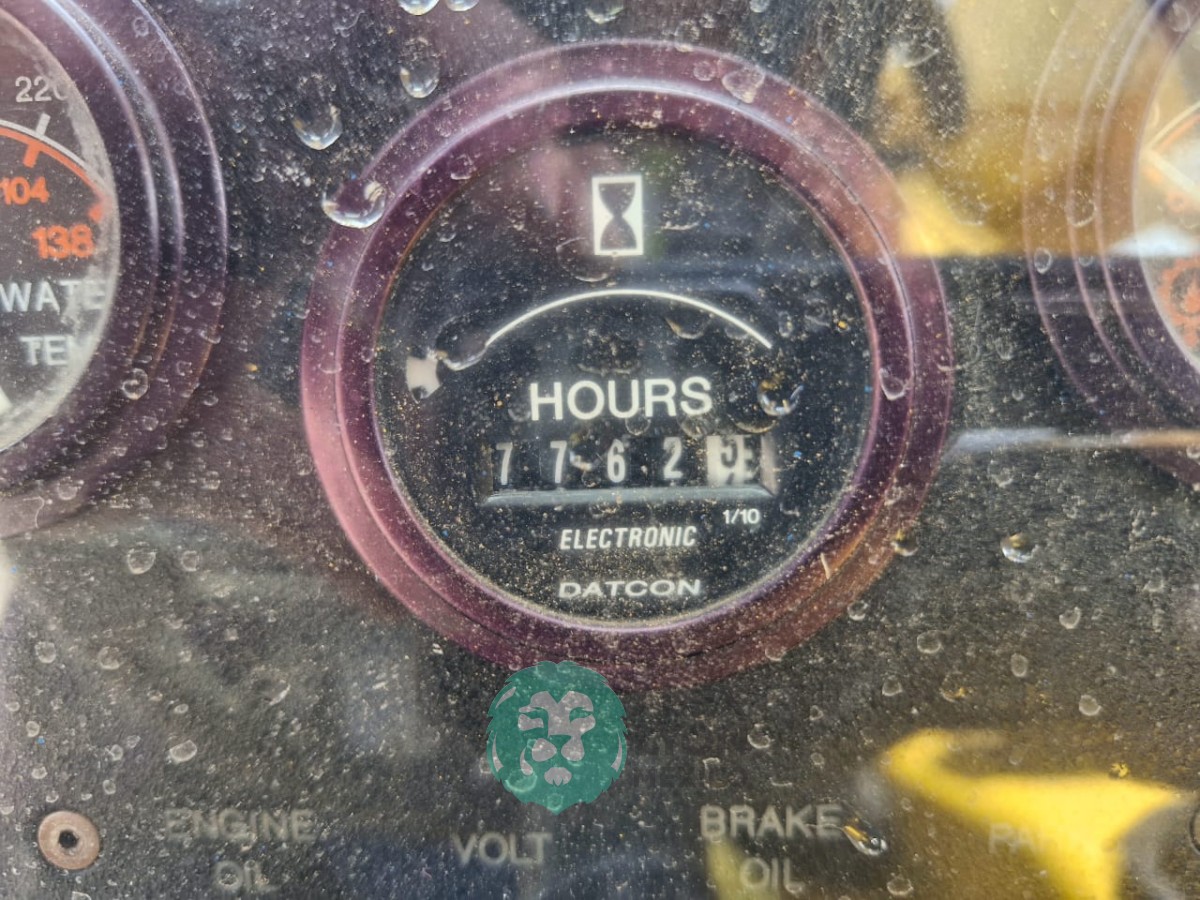 220
104
138
WATE
TE
HOURS
7 7 6 2
1/10
ELECTRONIC
DATCON
ENGINE
OIL
VOLT
BRAKE
OIL